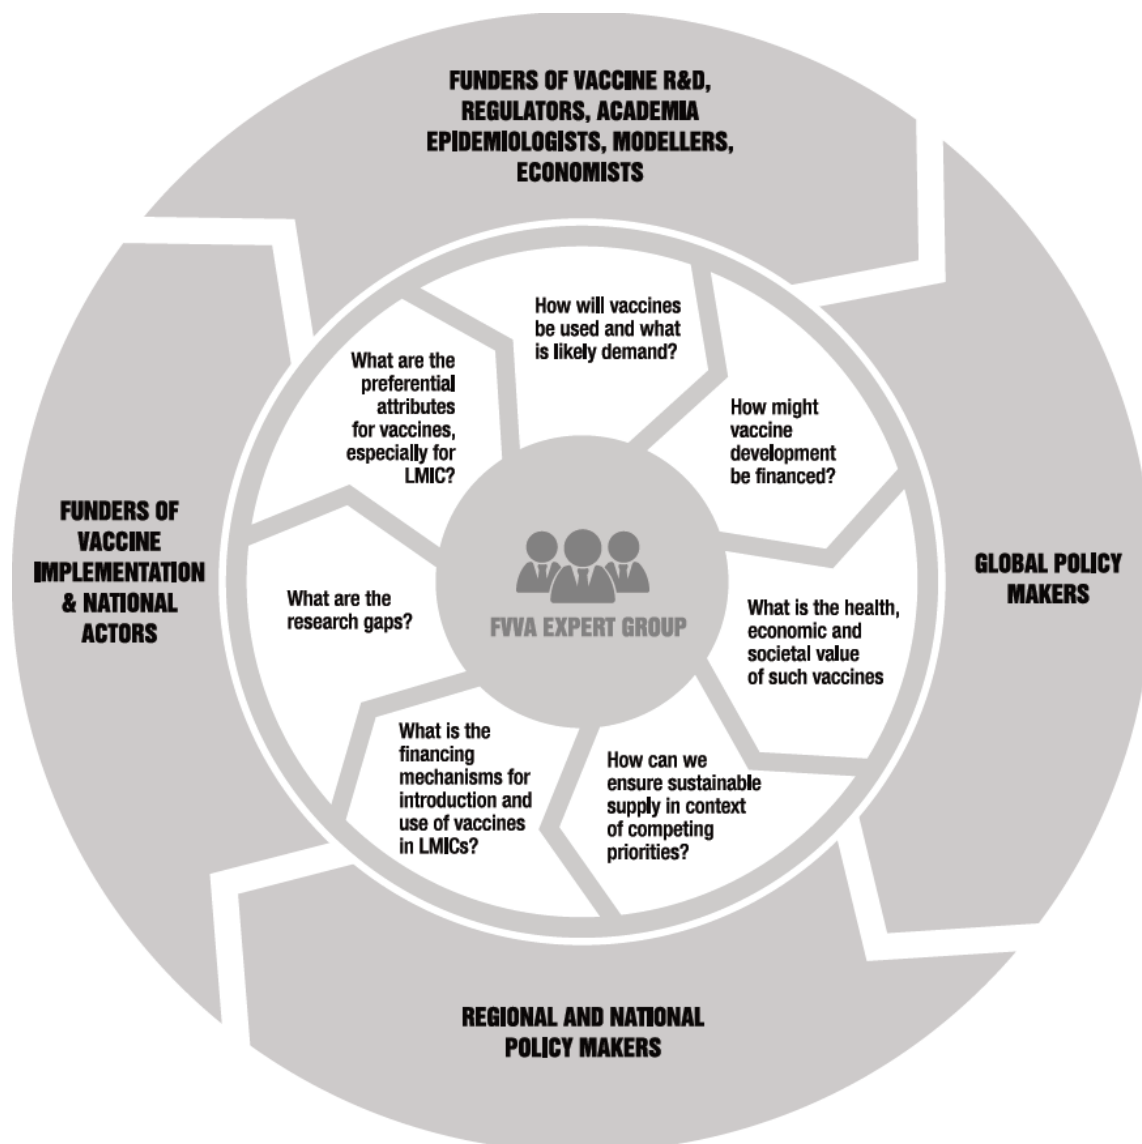 FUNDERS OF VACCINE R&D,
REGULATORS, ACADEMIA
EPIDEMIOLOGISTS, MODELLERS,
ECONOMISTS
How will vaccines
be used and what
is likely demand?
What are the
preferential
attributes
for vaccines,
especially for
LMIC?
How might
vaccine
development
be financed?
FUNDERS OF
VACCINE
IMPLEMENTATION
& NATIONAL
ACTORS
GLOBAL POLICY
MAKERS
What are the
research gaps?
FVVA EXPERT GROUP
What is the health,
economic and
societal value
of such vaccines
What is the
financing
mechanisms for
introduction and
use of vaccines
in LMICs?
How can we
ensure sustainable
supply in context
of competing
priorities?
REGIONAL AND NATIONAL
POLICY MAKERS